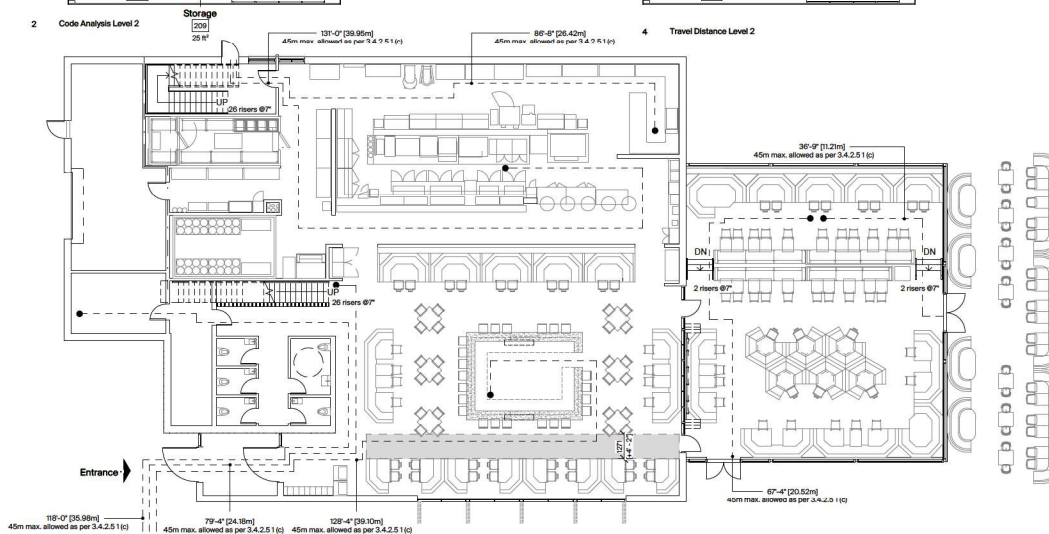 Storage
209
25 ft²
2 Code Analysis Level 2
4 Travel Distance Level 2
131'-0" [39.95m]
45m max. allowed as per 3.4.2.5 1 (c)
86'-8" [26.42m]
45m max. allowed as per 3.4.2.5 1 (c)
UP
26 risers @7"
36'-9" [11.21m]
45m max. allowed as per 3.4.2.5 1 (c)
DN
2 risers @7"
DN
2 risers @7"
UP
26 risers @7"
1271
[+4' - 2"]
Entrance
118'-0" [35.98m]
45m max. allowed as per 3.4.2.5 1 (c)
79'-4" [24.18m]
45m max. allowed as per 3.4.2.5 1 (c)
128'-4" [39.10m]
45m max. allowed as per 3.4.2.5 1 (c)
67'-4" [20.52m]
45m max. allowed as per 3.4.2.5 1 (c)